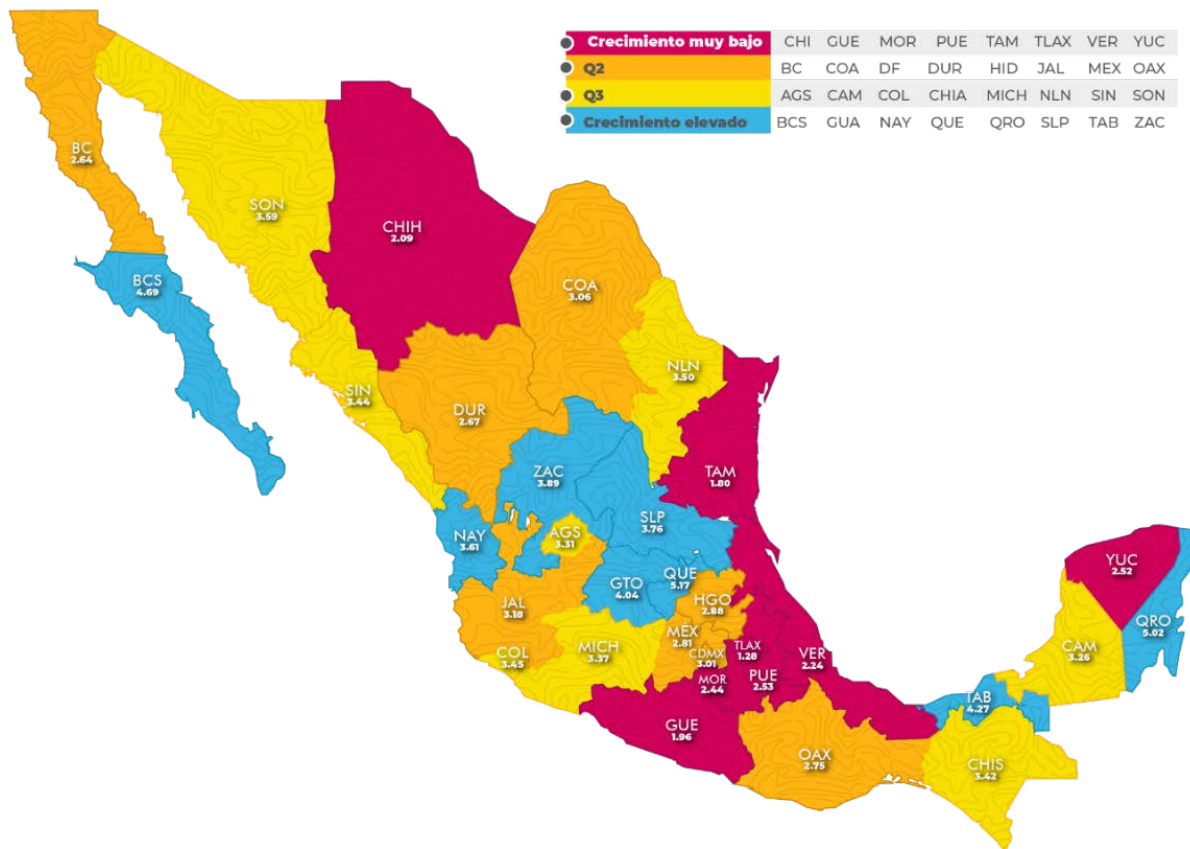 Crecimiento muy bajo CHI GUE MOR PUE TAM TLAX VER YUC
Q2 BC COA DF DUR HID JAL MEX OAX
Q3 AGS CAM COL CHIA MICH NLN SIN SON
Crecimiento elevado BCS GUA NAY QUE QRO SLP TAB ZAC
BC
2.64
SON
3.59
CHIH
2.09
BCS
4.69
COA
3.06
NLN
3.50
SIN
3.44
DUR
2.67
ZAC
3.89
TAM
1.80
SLP
3.76
NAY
3.61
AGS
3.31
GTO
4.04
QUE
5.17
HGO
2.88
JAL
3.18
MÉX
2.81
CDMX
3.01
TLAX
1.28
VER
2.24
COL
3.45
MICH
3.37
MOR
2.44
PUE
2.53
GUE
1.96
OAX
2.75
YUC
2.52
QRO
5.02
CAM
3.26
TAB
4.27
CHIS
3.42